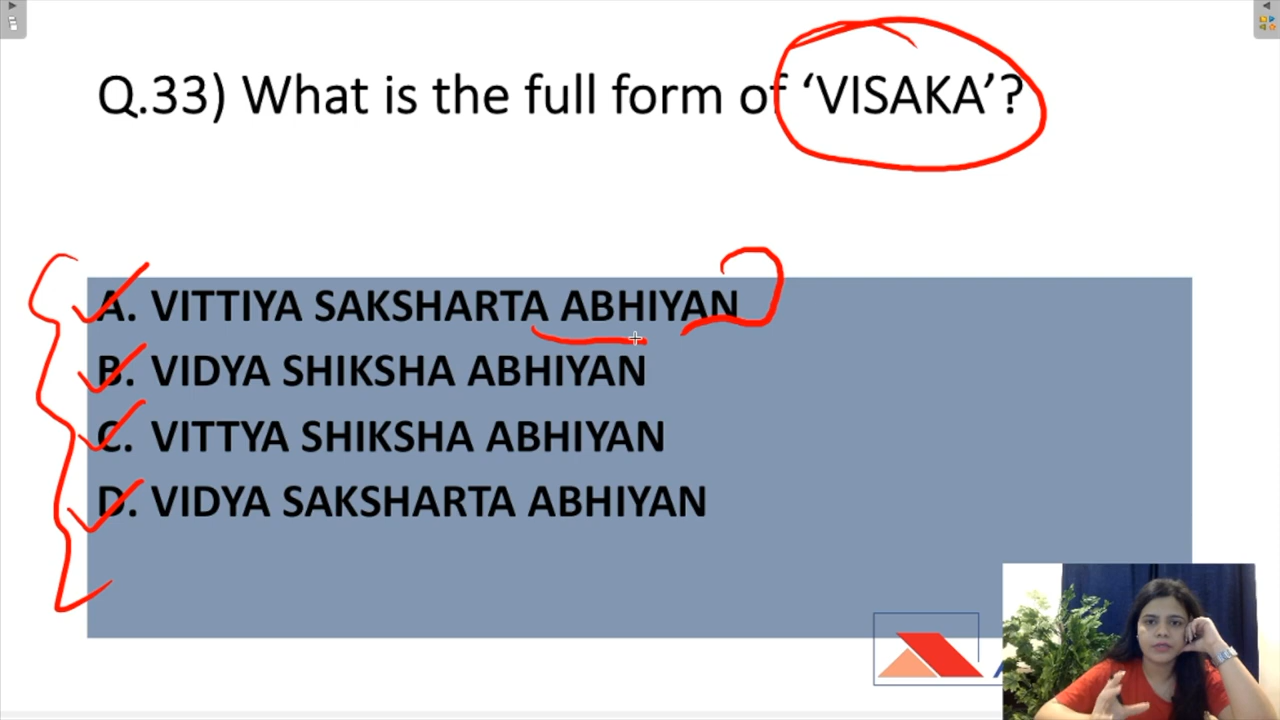 Q.33) What is the full form of ‘VISAKA’?
A. VITTIYA SAKSHARTA ABHIYAN
B. VIDYA SHIKSHA ABHIYAN
C. VITTYA SHIKSHA ABHIYAN
D. VIDYA SAKSHARTA ABHIYAN